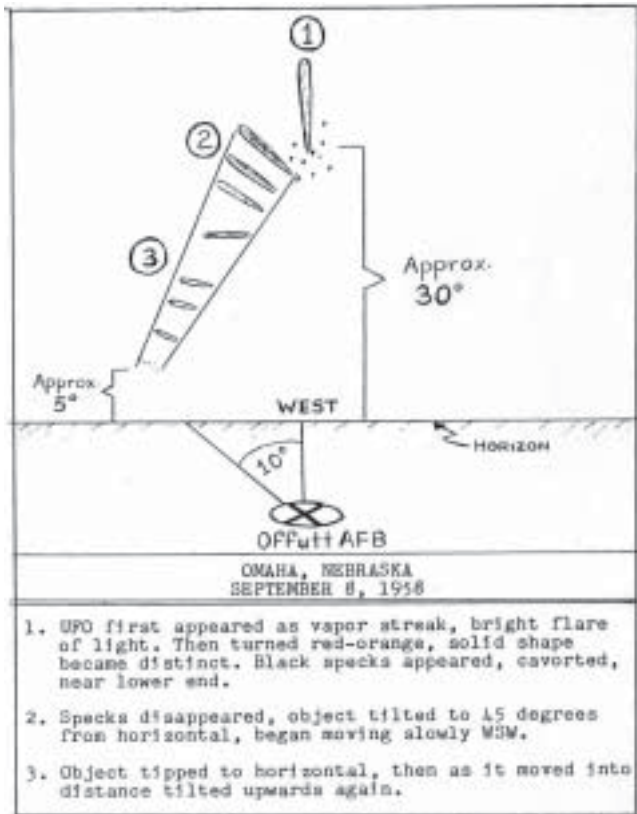 1
2
3
Approx.
30°
Approx
5°
WEST
HORIZON
10°
Offutt AFB
OMAHA, NEBRASKA
SEPTEMBER 8, 1958
1. UFO first appeared as vapor streak, bright flare
of light. Then turned red-orange, solid shape
became distinct. Black specks appeared, cavorted,
near lower end.
2. Specks disappeared, object tilted to 45 degrees
from horizontal, began moving slowly WSW.
3. Object tipped to horizontal, then as it moved into
distance tilted upwards again.